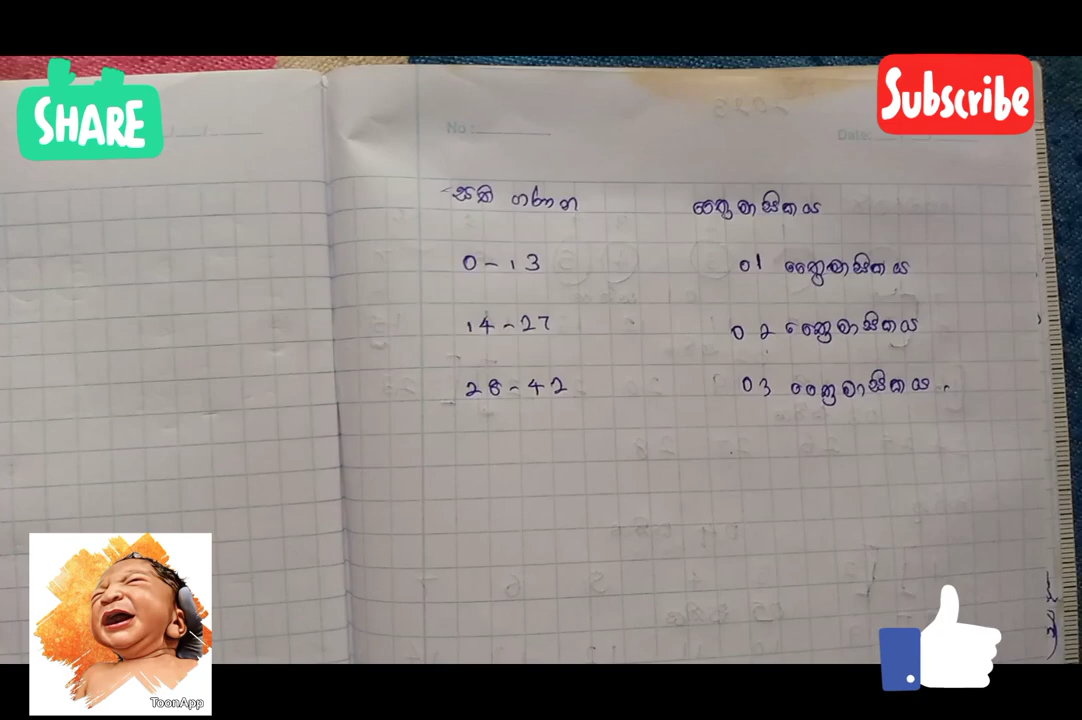 SHARE
Subscribe
No :
Date:
සති ගණන ත්‍රෛමාසිකය
0 - 13 01 ත්‍රෛමාසිකය
14 - 27 02 ත්‍රෛමාසිකය
28 - 42 03 ත්‍රෛමාසිකය.
ToonApp